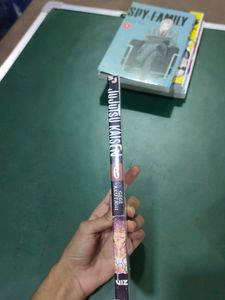 SPY FAMILY
JUJUTSU KAISEN
GEGE
AKUTAMI
VIZ